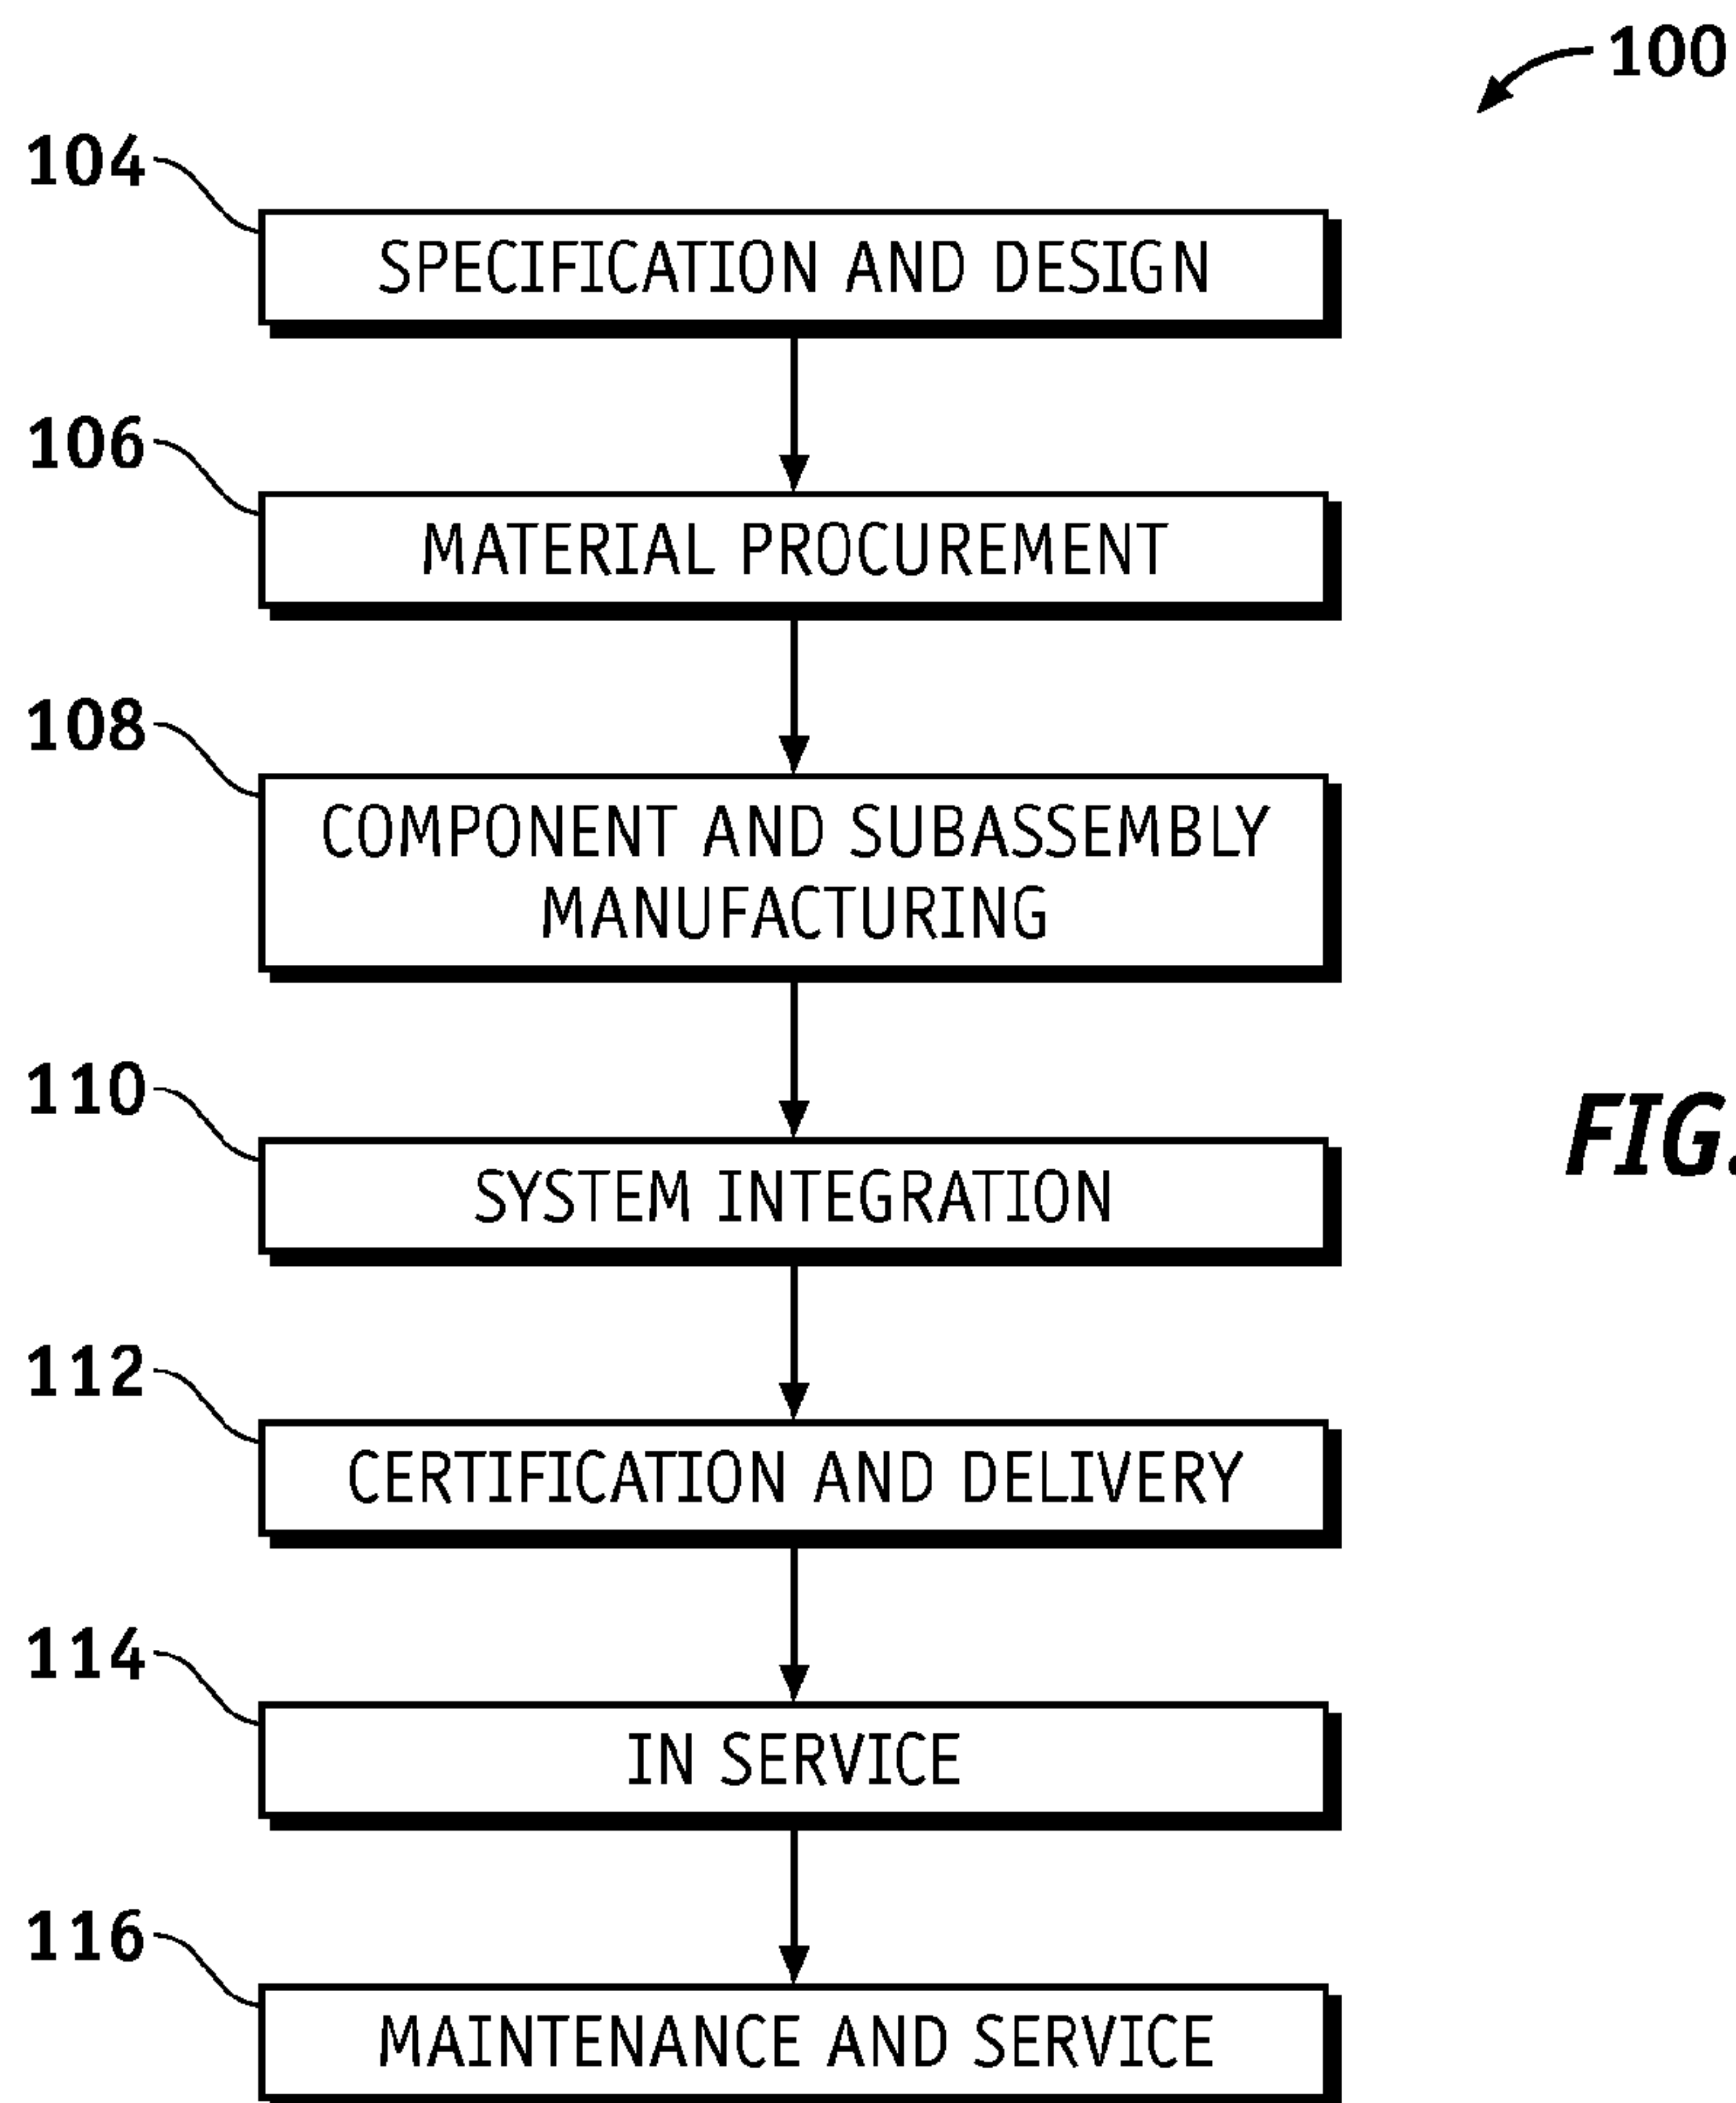 100
104
SPECIFICATION AND DESIGN
106
MATERIAL PROCUREMENT
108
COMPONENT AND SUBASSEMBLY
MANUFACTURING
110
SYSTEM INTEGRATION
FIG.
112
CERTIFICATION AND DELIVERY
114
IN SERVICE
116
MAINTENANCE AND SERVICE